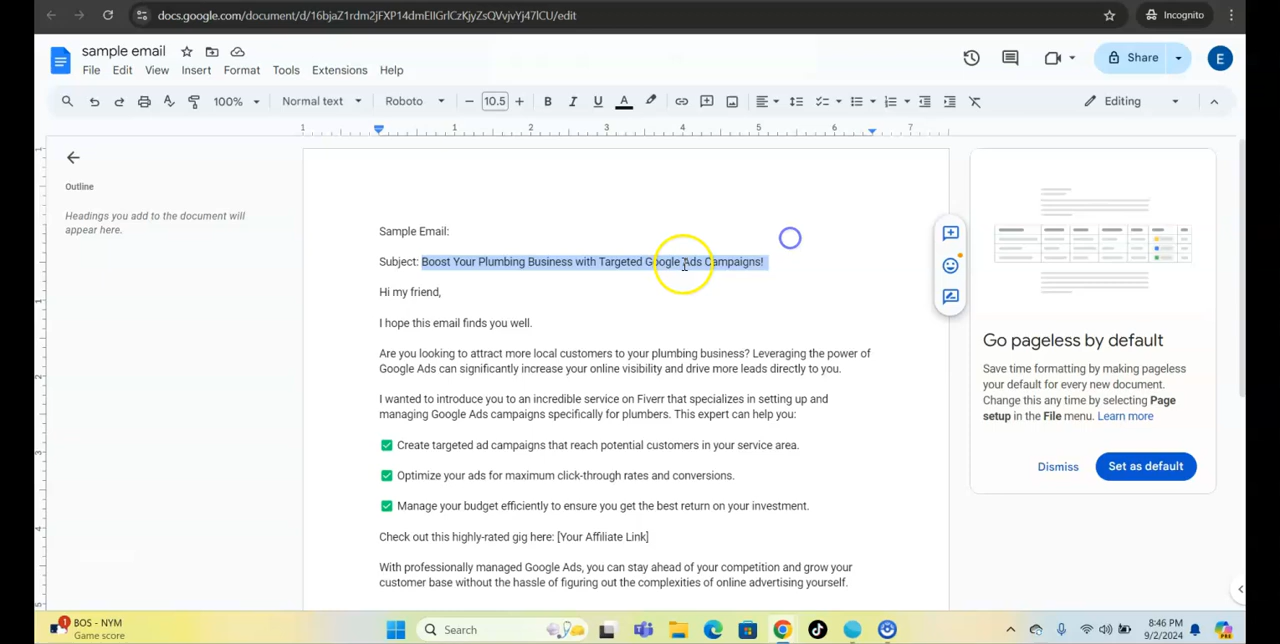 docs.google.com/document/d/16bjaZ1rdm2jFXP14dmEIIGrlCzKjyZsQVvjvYj47lCU/edit
Incognito
sample email
File Edit View Insert Format Tools Extensions Help
Share
E
100%
Normal text
Roboto
10.5
B I U A
Editing
1 1 2 3 4 5 6 7
Outline
Headings you add to the document will
appear here.
Sample Email:
Subject: Boost Your Plumbing Business with Targeted Google Ads Campaigns!
Hi my friend,
I hope this email finds you well.
Are you looking to attract more local customers to your plumbing business? Leveraging the power of
Google Ads can significantly increase your online visibility and drive more leads directly to you.
I wanted to introduce you to an incredible service on Fiverr that specializes in setting up and
managing Google Ads campaigns specifically for plumbers. This expert can help you:
✅ Create targeted ad campaigns that reach potential customers in your service area.
✅ Optimize your ads for maximum click-through rates and conversions.
✅ Manage your budget efficiently to ensure you get the best return on your investment.
Check out this highly-rated gig here: [Your Affiliate Link]
With professionally managed Google Ads, you can stay ahead of your competition and grow your
customer base without the hassle of figuring out the complexities of online advertising yourself.
Go pageless by default
Save time formatting by making pageless
your default for every new document.
Change this any time by selecting Page
setup in the File menu. Learn more
Dismiss
Set as default
1
BOS - NYM
Game score
Search
8:46 PM
9/2/2024